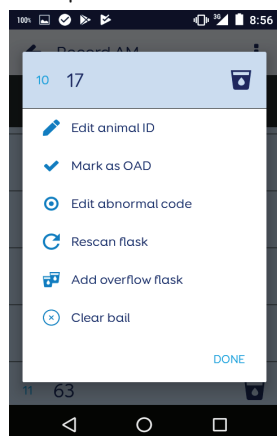 100% 3G 8:56
Record AM
10 17
Edit animal ID
Mark as OAD
Edit abnormal code
Rescan flask
Add overflow flask
Clear bail
DONE
11 63